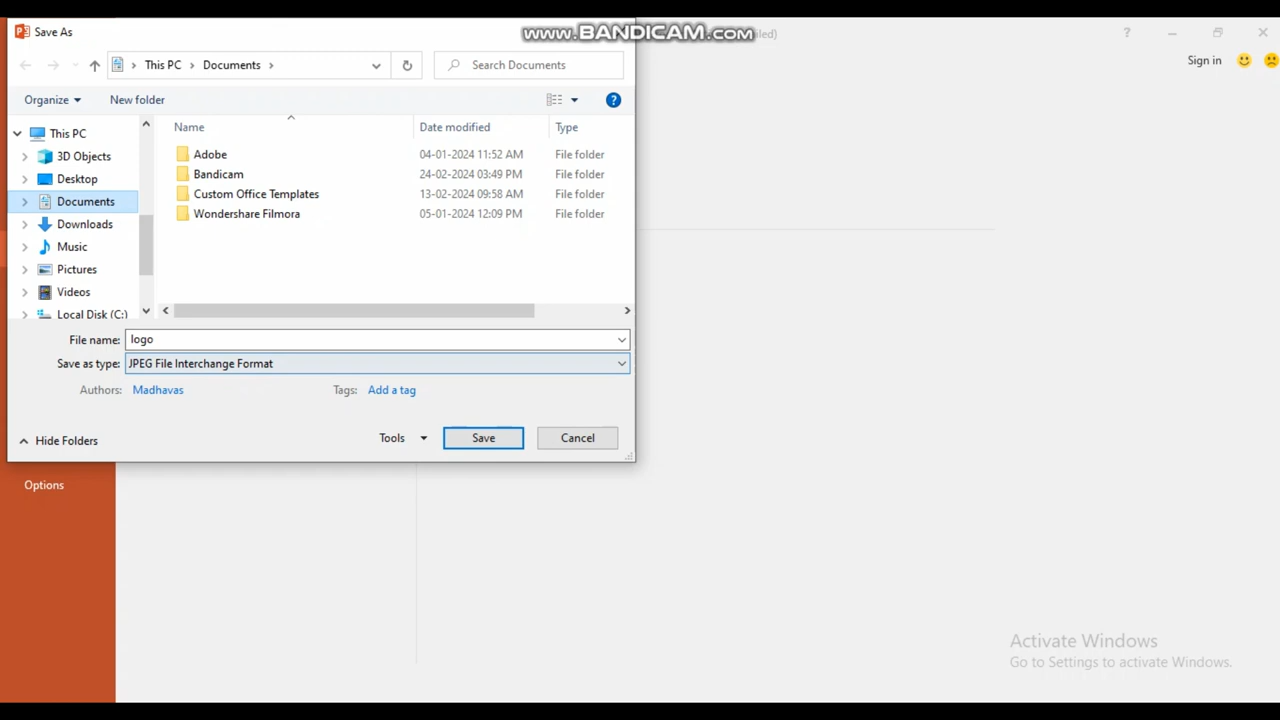 Save As
www.BANDICAM.com
led)
?
This PC
Documents
Search Documents
Sign in
Organize
New folder
?
This PC
3D Objects
Desktop
Documents
Downloads
Music
Pictures
Videos
Local Disk (C:)
Name
Date modified
Type
Adobe
04-01-2024 11:52 AM
File folder
Bandicam
24-02-2024 03:49 PM
File folder
Custom Office Templates
13-02-2024 09:58 AM
File folder
Wondershare Filmora
05-01-2024 12:09 PM
File folder
File name: logo
Save as type: JPEG File Interchange Format
Authors: Madhavas
Tags: Add a tag
Hide Folders
Tools
Save
Cancel
Options
Activate Windows
Go to Settings to activate Windows.